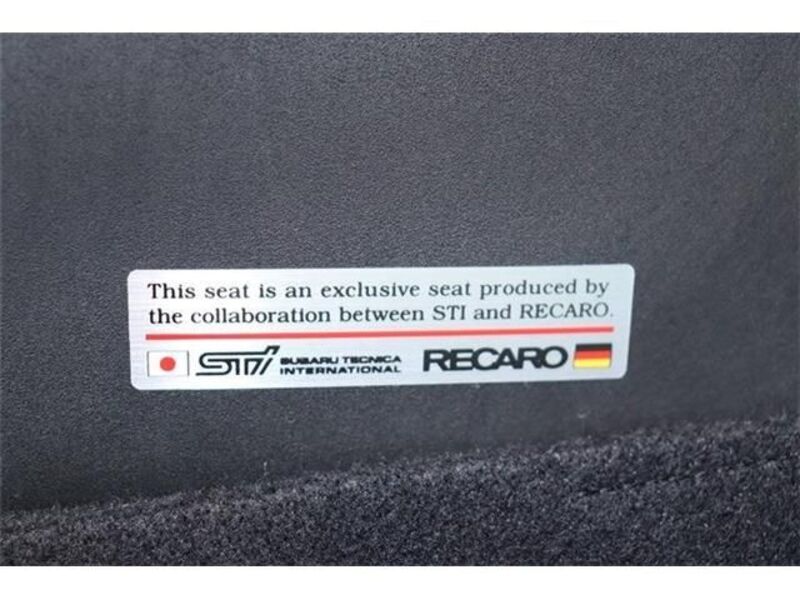 This seat is an exclusive seat produced by
the collaboration between STI and RECARO.
STI SUBARU TECNICA INTERNATIONAL RECARO